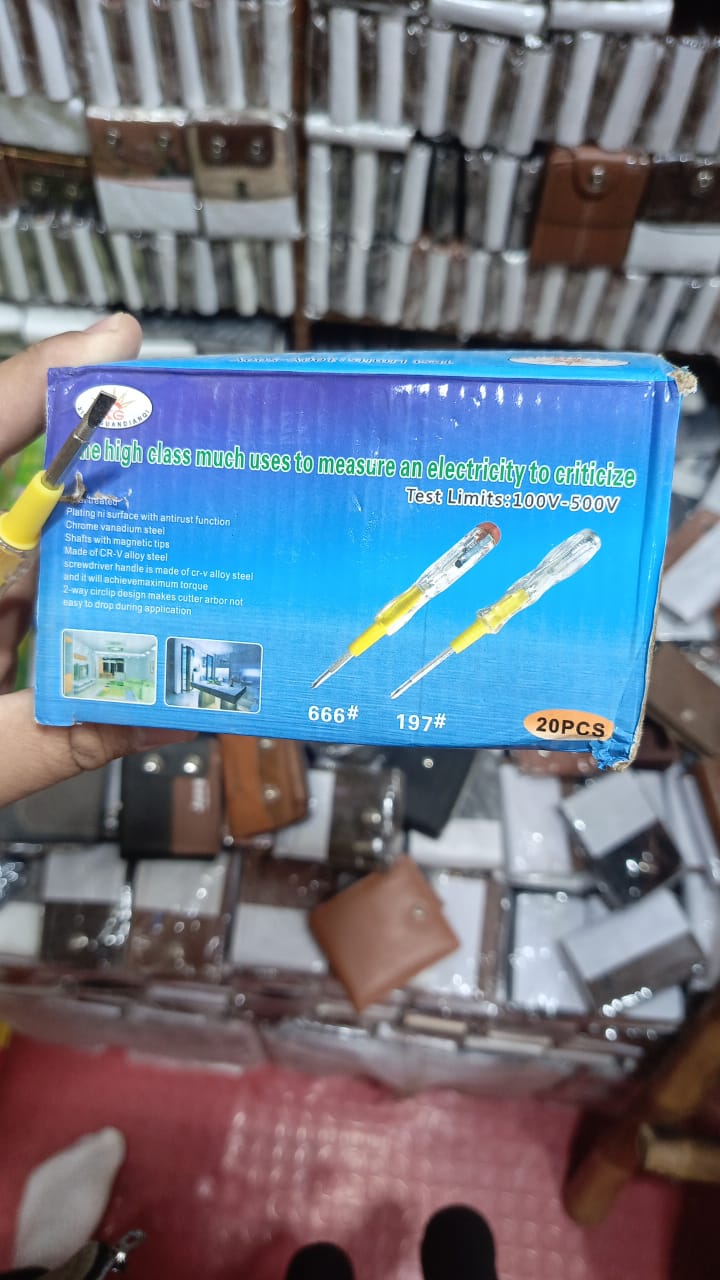 high class much uses to measure an electricity to criticize
Test Limits:100V-500V
treated
Plating ni surface with antirust function
Chrome vanadium steel
Shafts with magnetic tips
Made of CR-V alloy steel
screwdriver handle is made of cr-v alloy steel
and it will achievemaximum torque
2-way circlip design makes cutter arbor not
easy to drop during application
666#
197#
20PCS